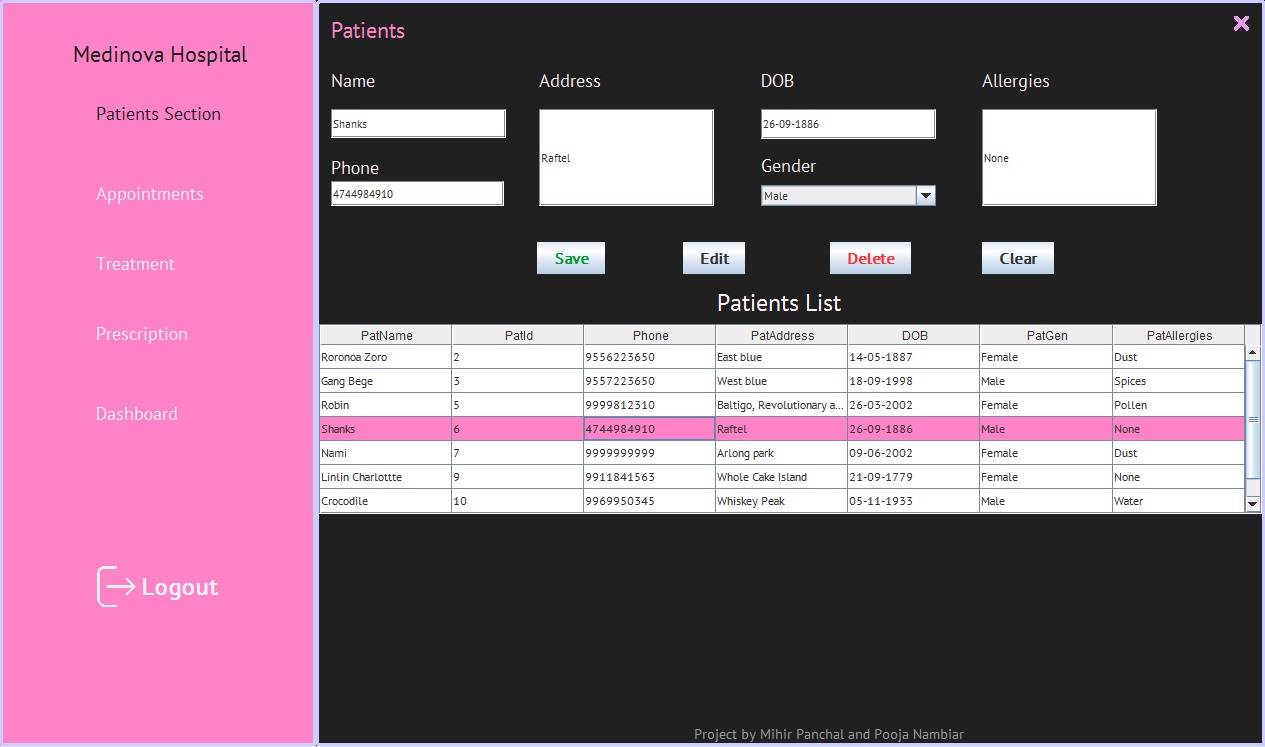 Medinova Hospital
Patients Section
Appointments
Treatment
Prescription
Dashboard
Logout
Patients
Name Address DOB Allergies
Shanks Raftel 26-09-1886 None
Phone Gender
4744984910 Male
Save Edit Delete Clear
Patients List
PatName PatId Phone PatAddress DOB PatGen PatAllergies
Roronoa Zoro 2 9556223650 East blue 14-05-1887 Female Dust
Gang Bege 3 9557223650 West blue 18-09-1998 Male Spices
Robin 5 9999812310 Baltigo, Revolutionary a... 26-03-2002 Female Pollen
Shanks 6 4744984910 Raftel 26-09-1886 Male None
Nami 7 9999999999 Arlong park 09-06-2002 Female Dust
Linlin Charlottte 9 9911841563 Whole Cake Island 21-09-1779 Female None
Crocodile 10 9969950345 Whiskey Peak 05-11-1933 Male Water
Project by Mihir Panchal and Pooja Nambiar